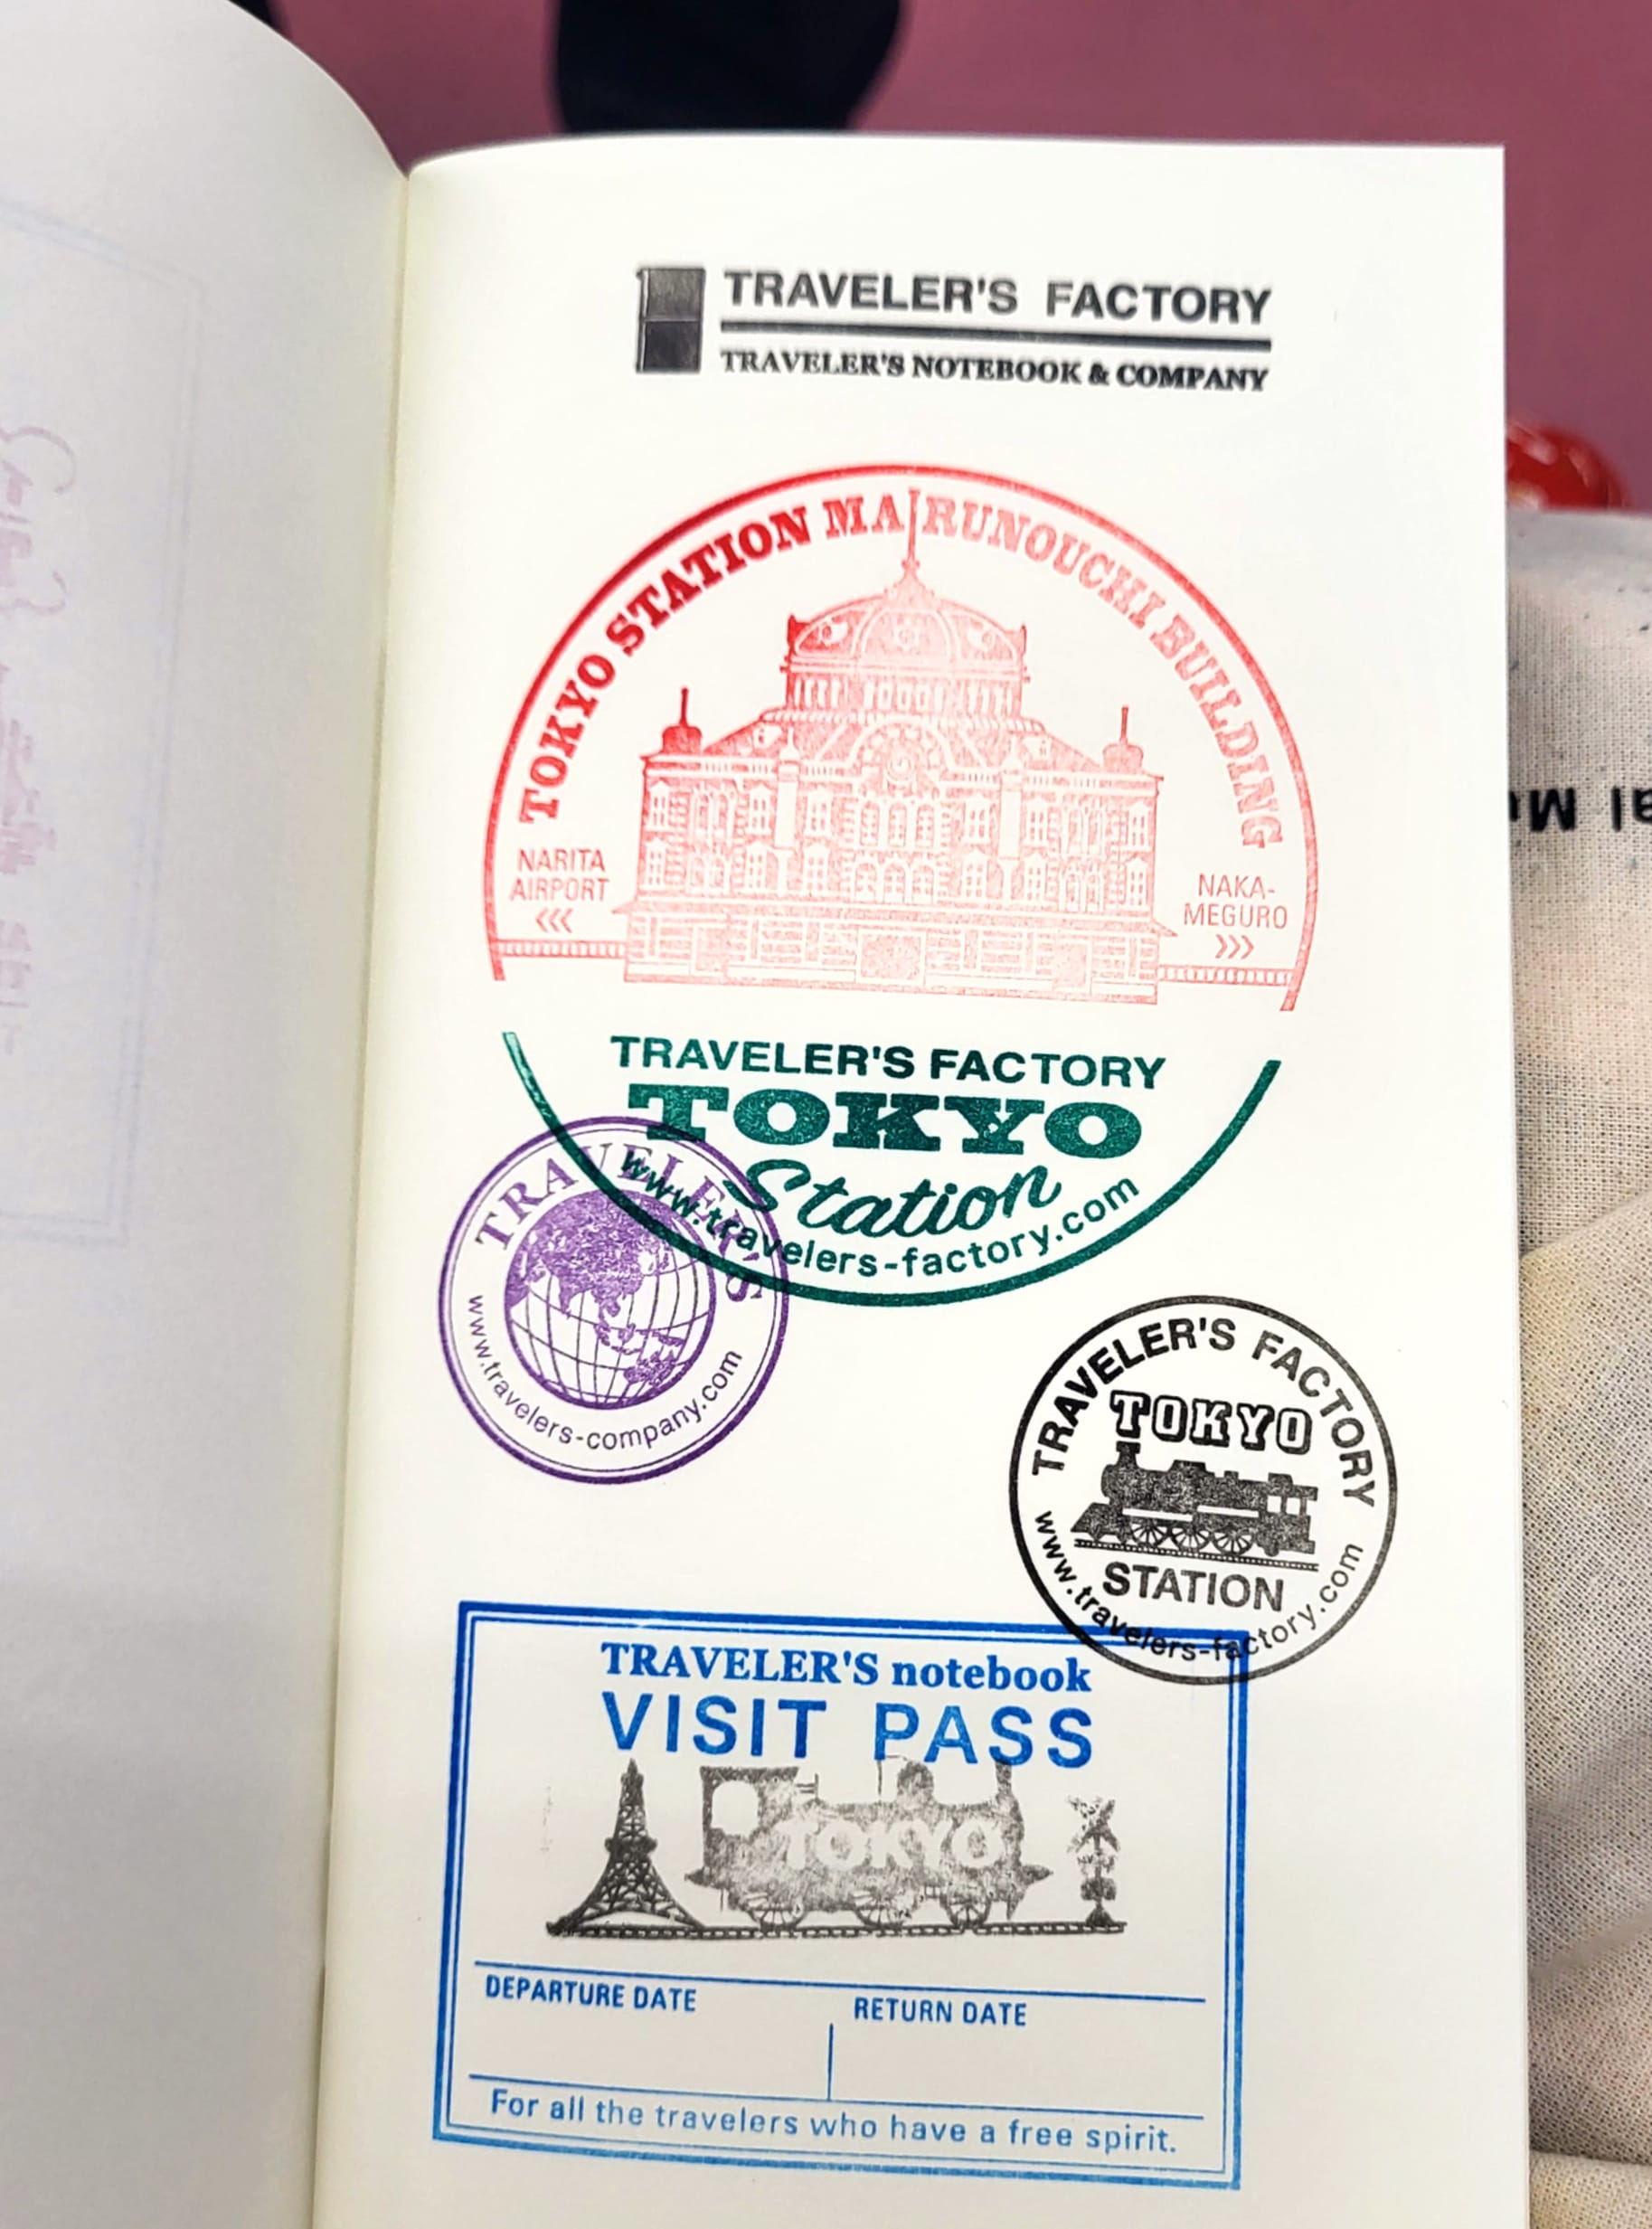 TRAVELER'S FACTORY
TRAVELER'S NOTEBOOK & COMPANY
TOKYO STATION MARUNOUCHI BUILDING
NARITA
AIRPORT
<<<
NAKA-
MEGURO
>>>
TRAVELER'S FACTORY
TOKYO
Station
www.travelers-factory.com
TRAVELER'S
www.travelers-company.com
TRAVELER'S FACTORY
TOKYO
STATION
www.travelers-factory.com
TRAVELER'S notebook
VISIT PASS
TOKYO
DEPARTURE DATE
RETURN DATE
For all the travelers who have a free spirit.